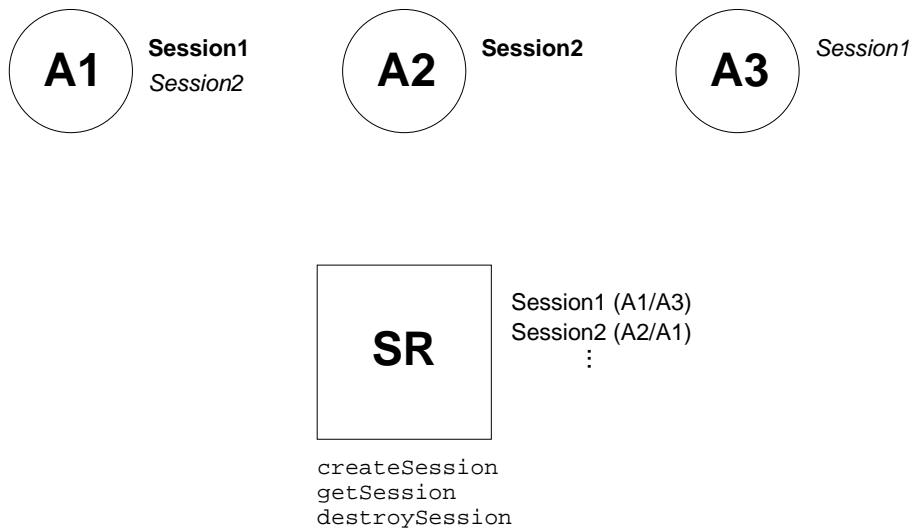 A1
Session1
Session2
A2
Session2
A3
Session1
SR
Session1 (A1/A3)
Session2 (A2/A1)
⋮
createSession
getSession
destroySession